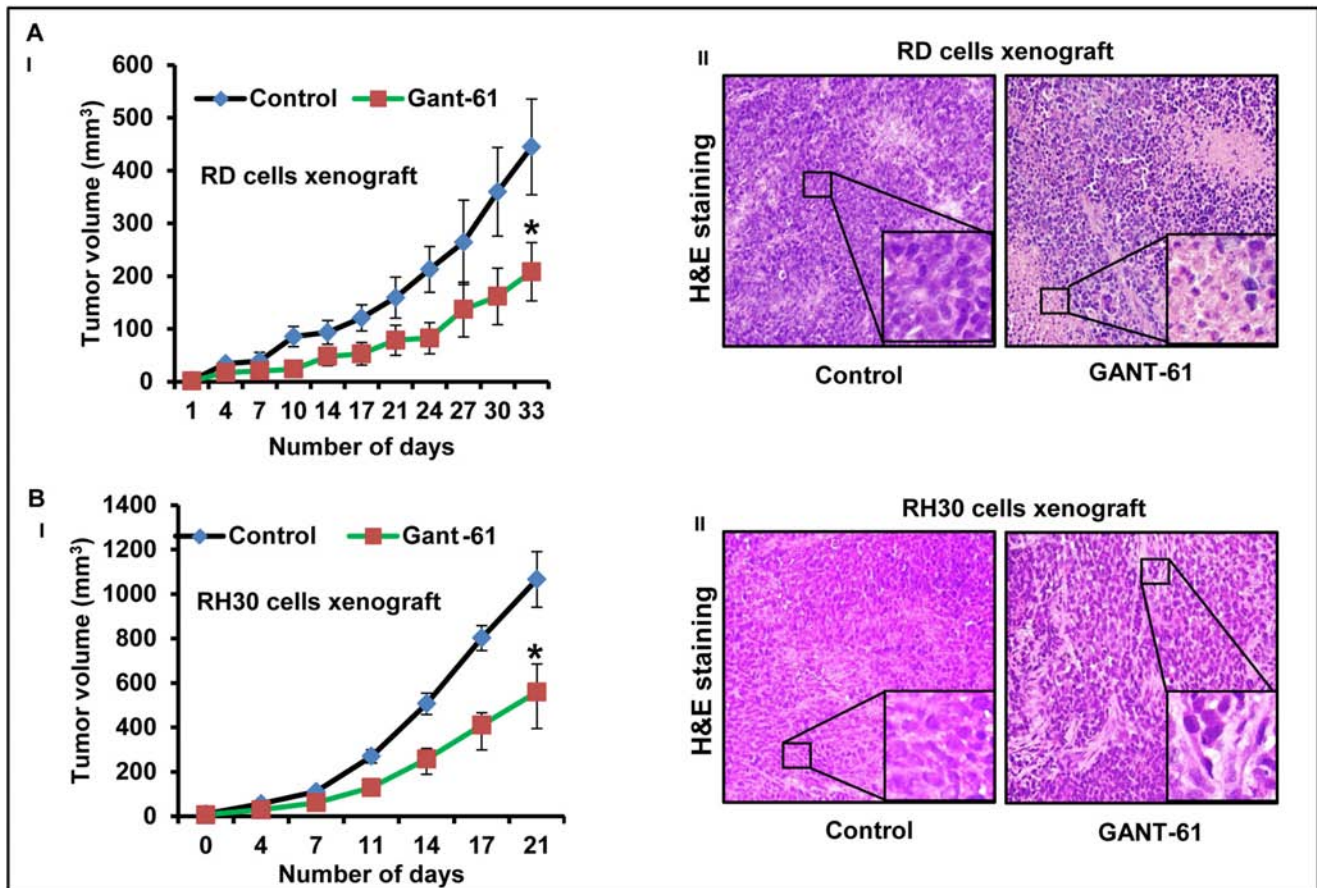 A
I
600
500
400
300
200
100
0
Tumor volume (mm³)
Control
Gant-61
RD cells xenograft
1 4 7 10 14 17 21 24 27 30 33
Number of days
*
II
RD cells xenograft
H&E staining
Control
GANT-61
B
I
1400
1200
1000
800
600
400
200
0
Tumor volume (mm³)
Control
Gant-61
RH30 cells xenograft
*
0 4 7 11 14 17 21
Number of days
II
RH30 cells xenograft
H&E staining
Control
GANT-61